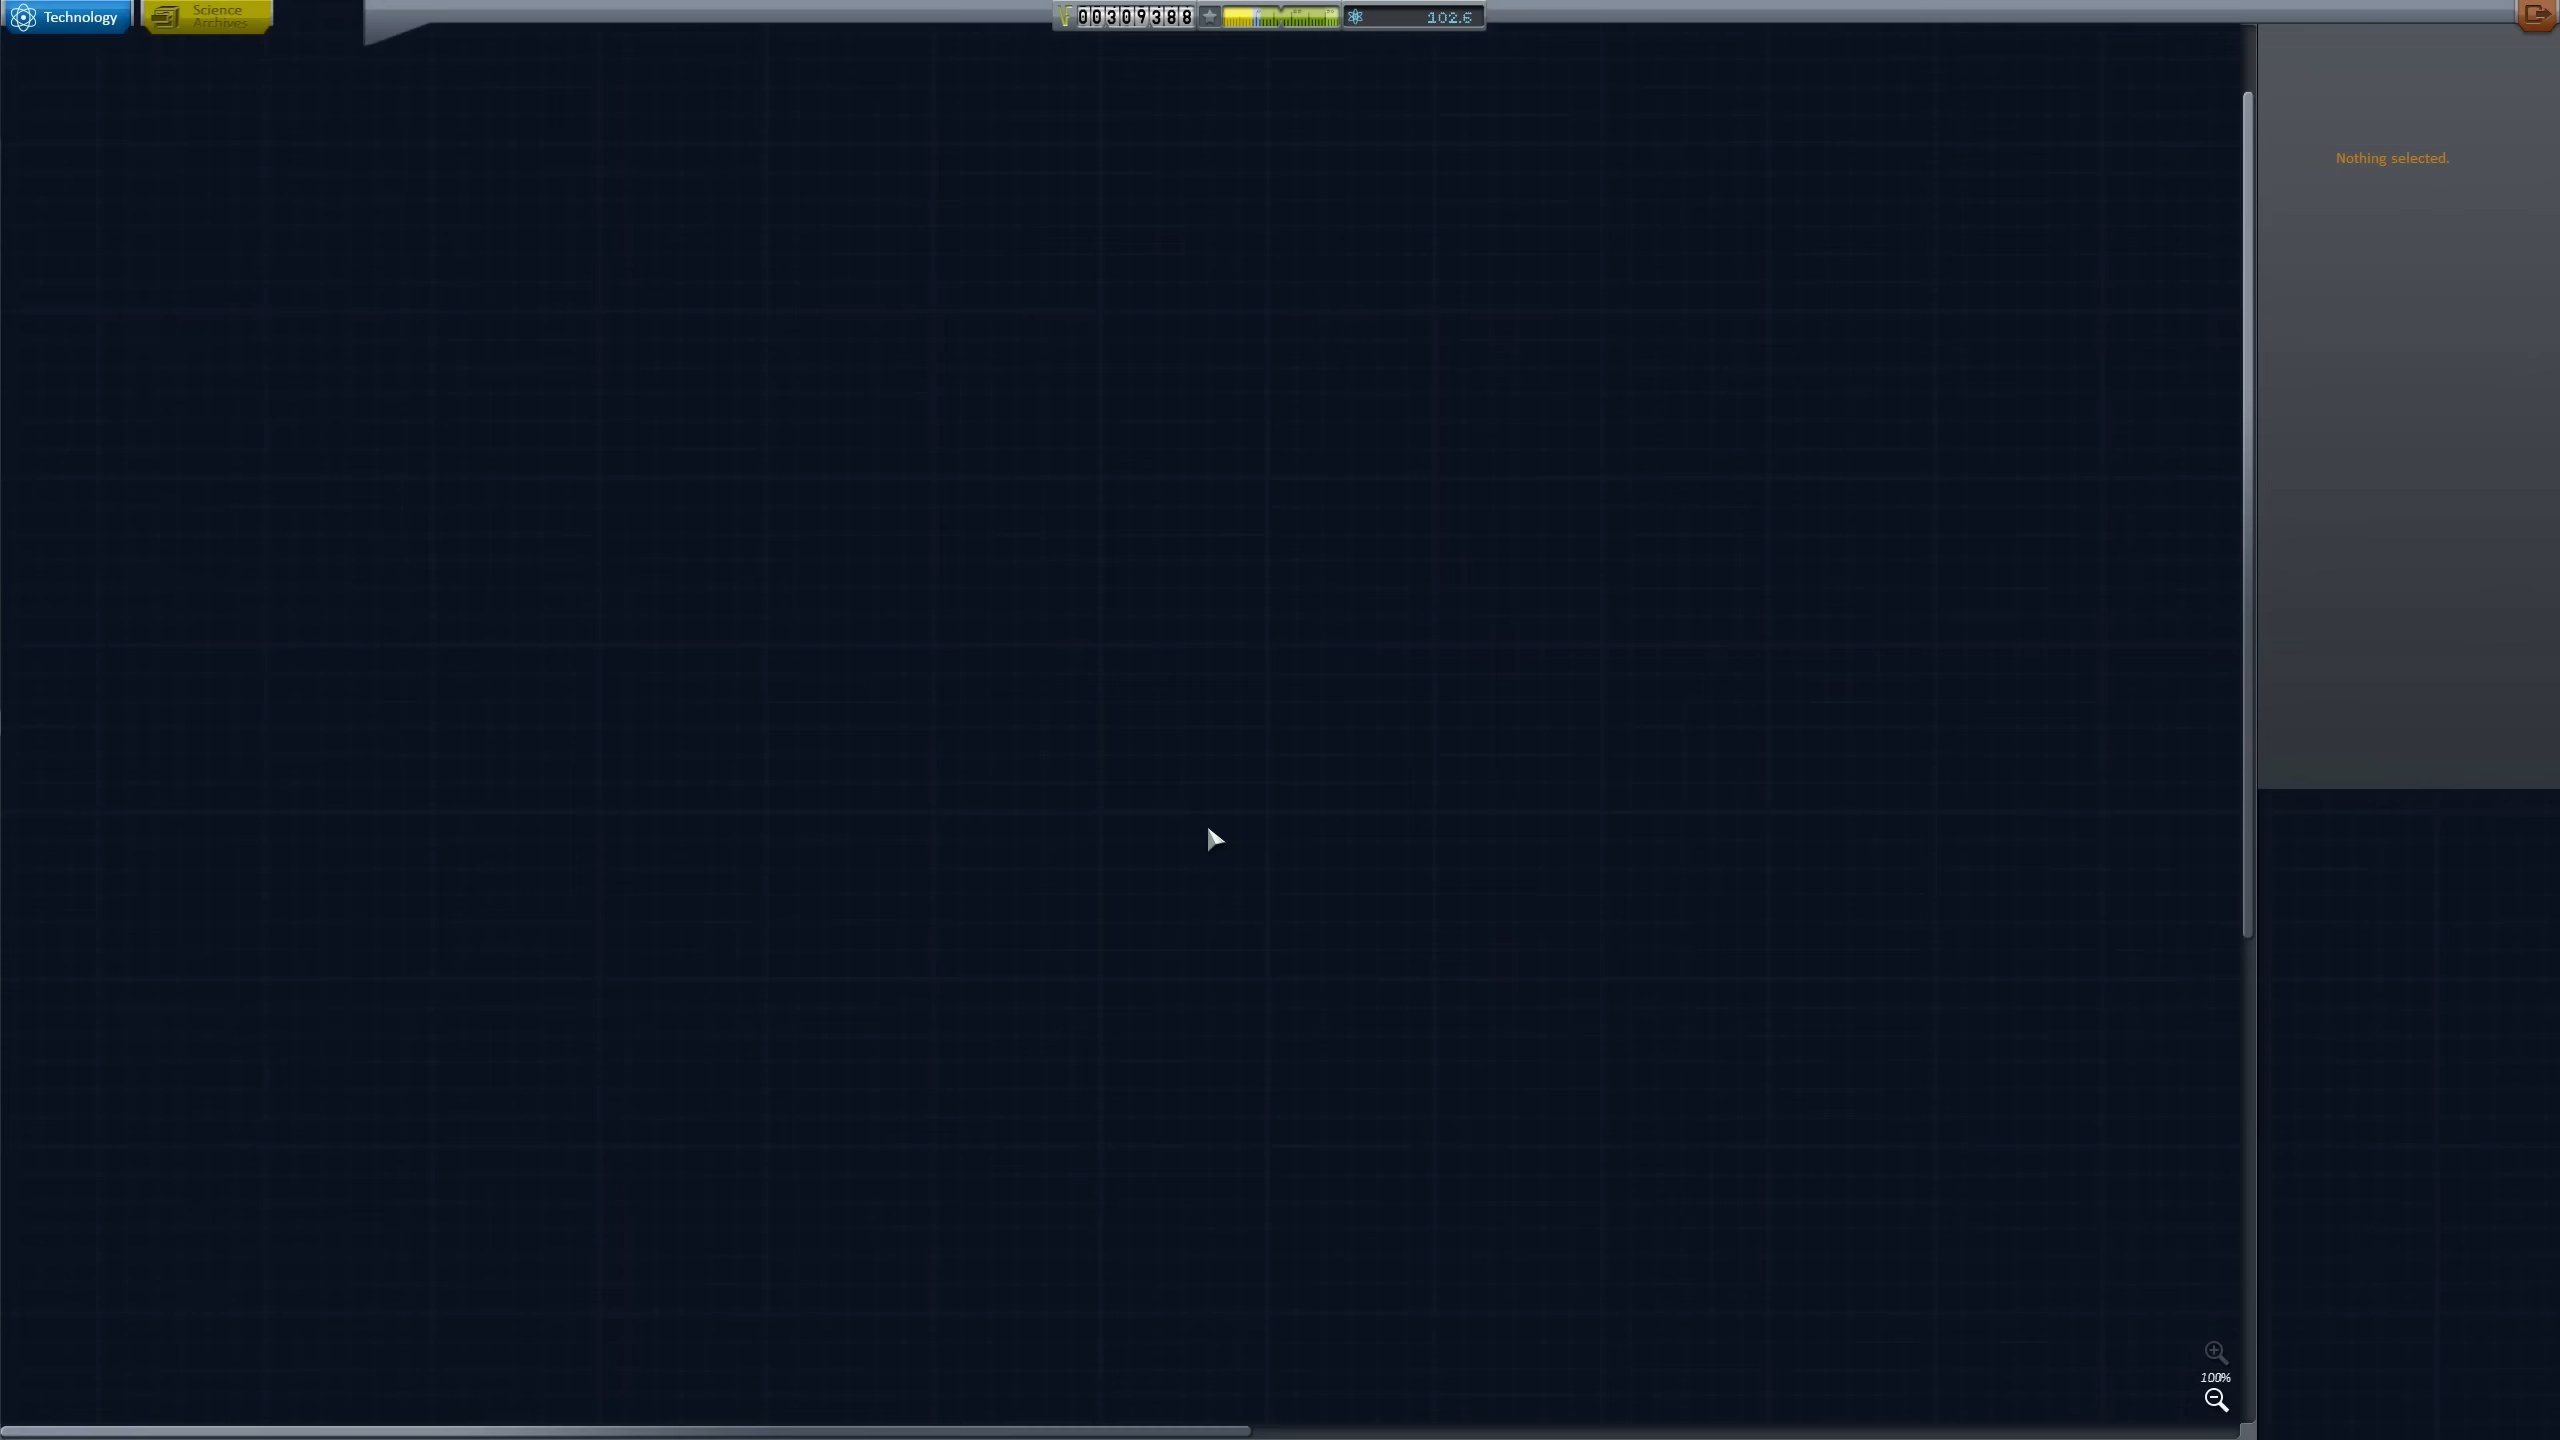 Technology
Science
Archives
00309388
102.6
Nothing selected.
100%